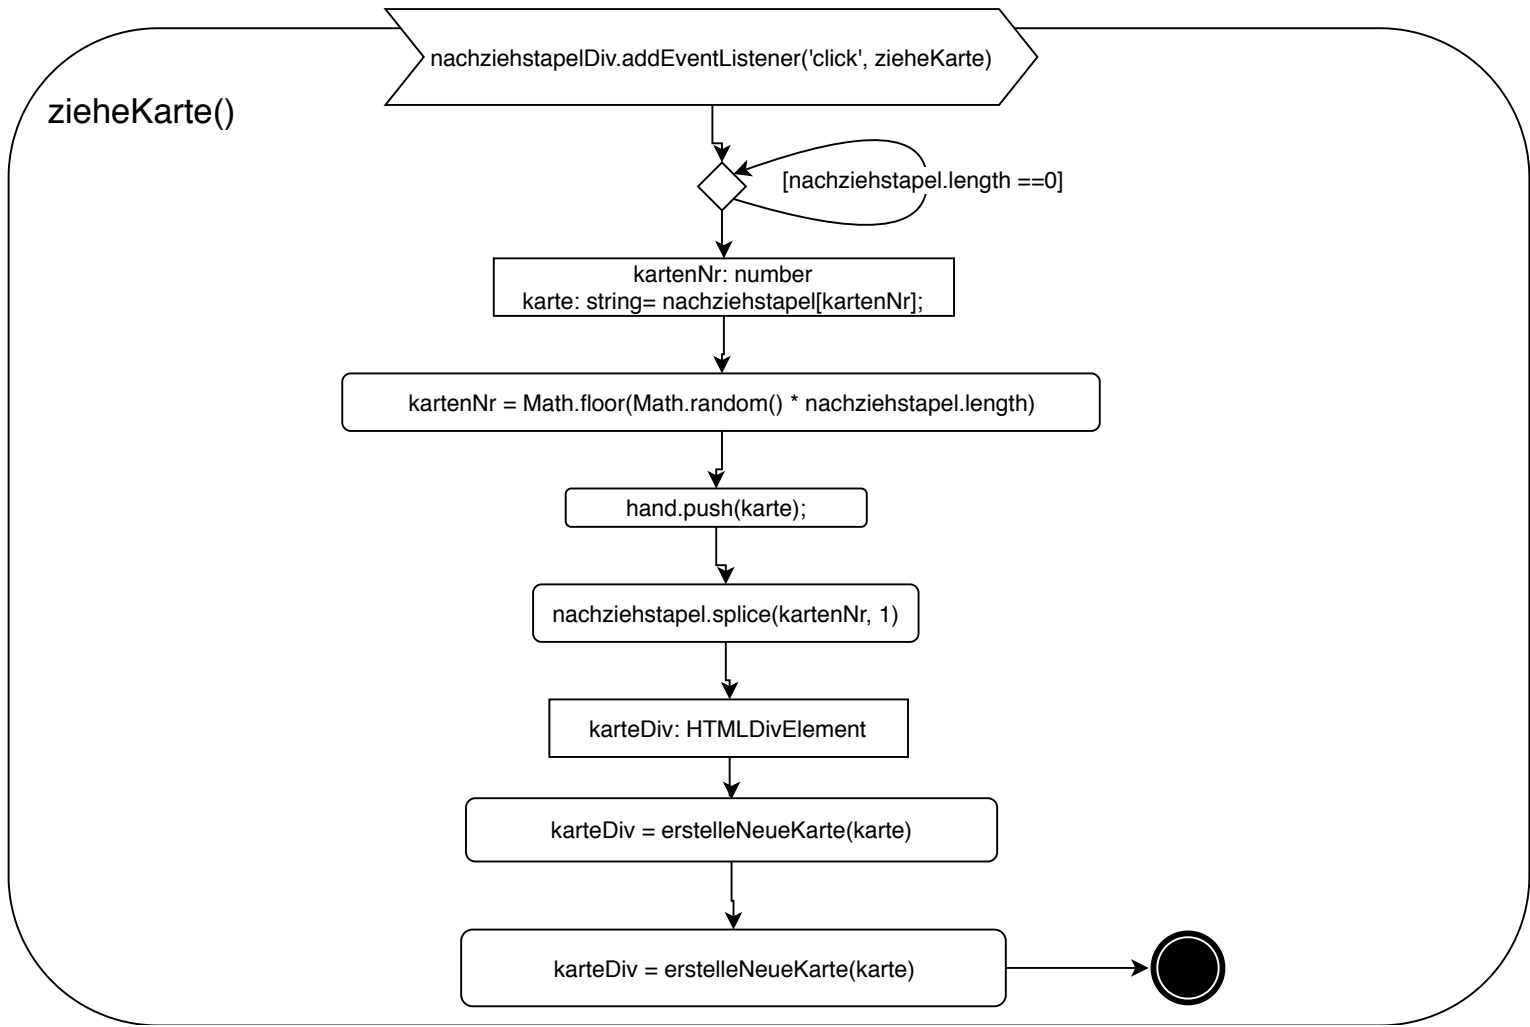 nachziehstapelDiv.addEventListener('click', zieheKarte)
zieheKarte()
[nachziehstapel.length ==0]
kartenNr: number
karte: string= nachziehstapel[kartenNr];
kartenNr = Math.floor(Math.random() * nachziehstapel.length)
hand.push(karte);
nachziehstapel.splice(kartenNr, 1)
karteDiv: HTMLDivElement
karteDiv = erstelleNeueKarte(karte)
karteDiv = erstelleNeueKarte(karte)